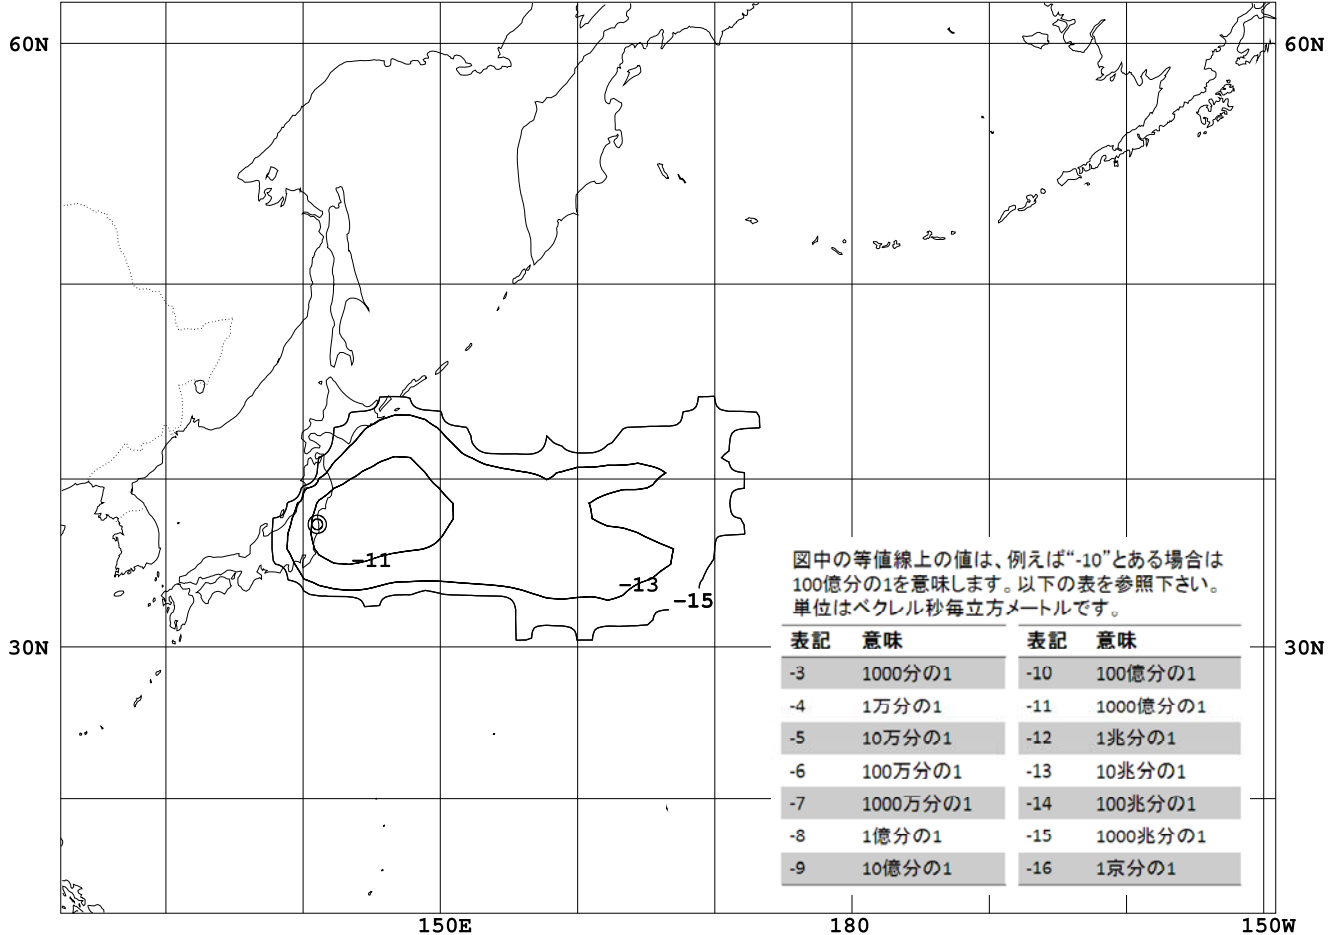 60N
60N
-11
-13
-15
図中の等値線上の値は、例えば“-10”とある場合は
100億分の1を意味します。以下の表を参照下さい。
単位はベクレル秒毎立方メートルです。
表記 意味 表記 意味
30N
30N
-3 1000分の1 -10 100億分の1
-4 1万分の1 -11 1000億分の1
-5 10万分の1 -12 1兆分の1
-6 100万分の1 -13 10兆分の1
-7 1000万分の1 -14 100兆分の1
-8 1億分の1 -15 1000兆分の1
-9 10億分の1 -16 1京分の1
150E
180
150W